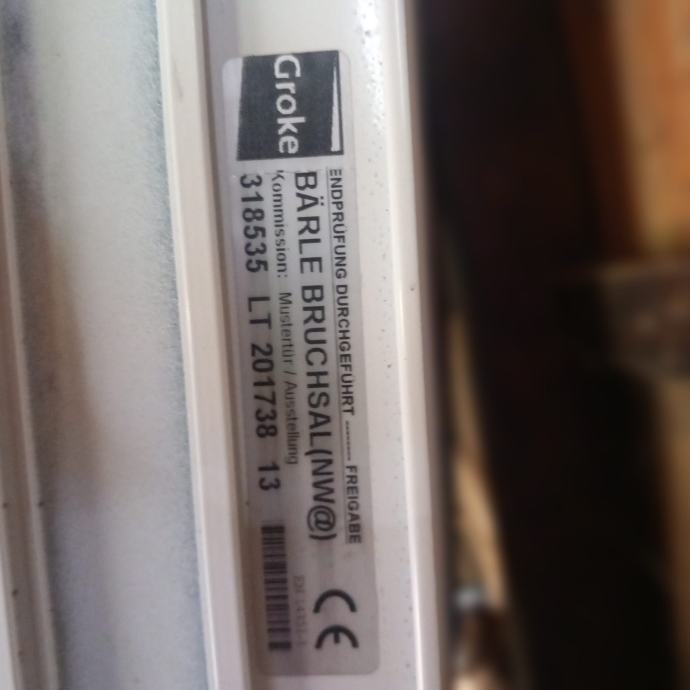 Groke
ENDPRÜFUNG DURCHGEFÜHRT -------- FREIGABE
BÄRLE BRUCHSAL(NW@)
Kommission: Mustertür / Ausstellung
318535 LT 201738 13
CE